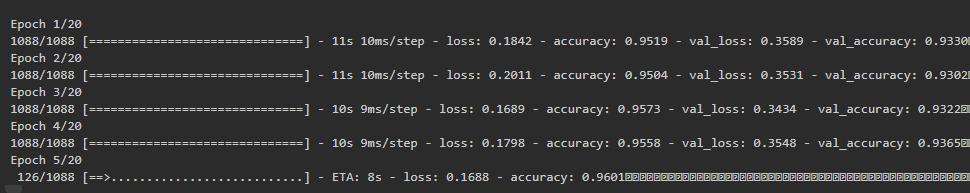 Epoch 1/20
1088/1088 [==============================] - 11s 10ms/step - loss: 0.1842 - accuracy: 0.9519 - val_loss: 0.3589 - val_accuracy: 0.9330
Epoch 2/20
1088/1088 [==============================] - 11s 10ms/step - loss: 0.2011 - accuracy: 0.9504 - val_loss: 0.3531 - val_accuracy: 0.9302
Epoch 3/20
1088/1088 [==============================] - 10s 9ms/step - loss: 0.1689 - accuracy: 0.9573 - val_loss: 0.3434 - val_accuracy: 0.9322
Epoch 4/20
1088/1088 [==============================] - 10s 9ms/step - loss: 0.1798 - accuracy: 0.9558 - val_loss: 0.3548 - val_accuracy: 0.9365
Epoch 5/20
126/1088 [==>...........................] - ETA: 8s - loss: 0.1688 - accuracy: 0.9601